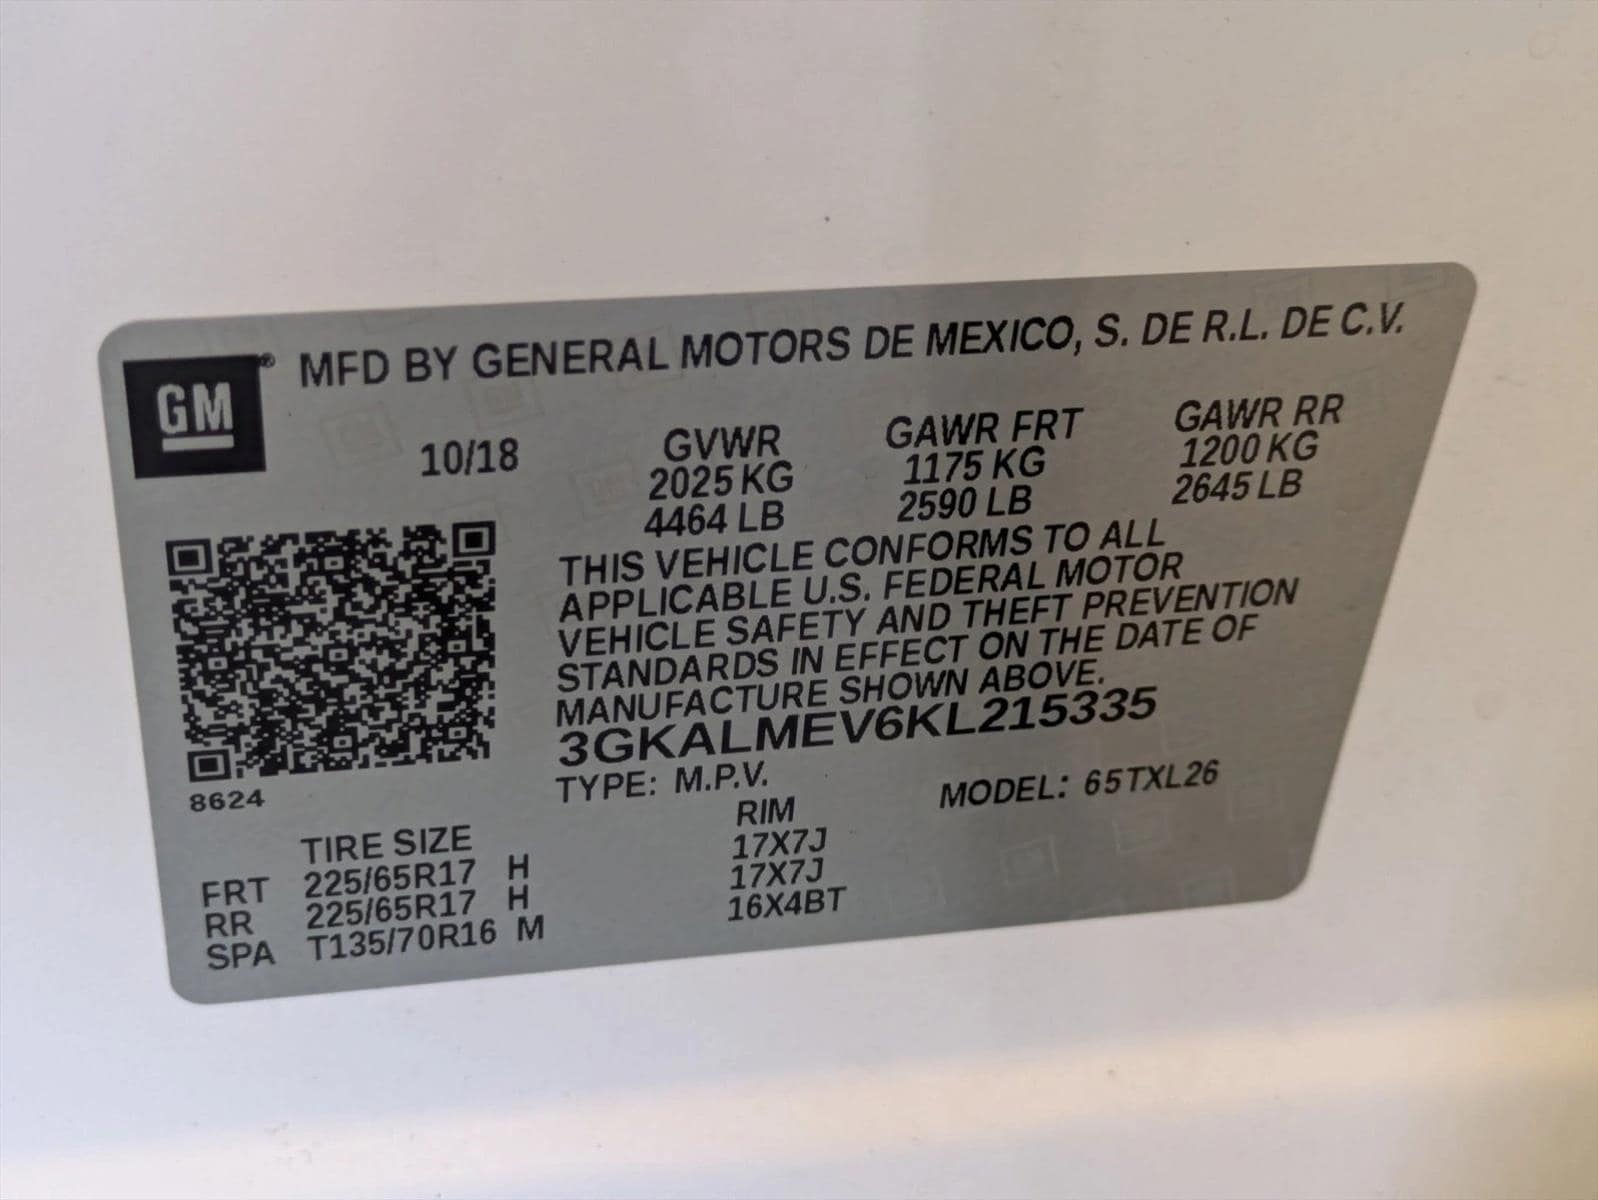 GM® MFD BY GENERAL MOTORS DE MEXICO, S. DE R.L. DE C.V.
10/18 GVWR GAWR FRT GAWR RR
2025 KG 1175 KG 1200 KG
4464 LB 2590 LB 2645 LB
THIS VEHICLE CONFORMS TO ALL
APPLICABLE U.S. FEDERAL MOTOR
VEHICLE SAFETY AND THEFT PREVENTION
STANDARDS IN EFFECT ON THE DATE OF
MANUFACTURE SHOWN ABOVE.
3GKALMEV6KL215335
8624 TYPE: M.P.V. MODEL: 65TXL26
TIRE SIZE RIM
FRT 225/65R17 H 17X7J
RR 225/65R17 H 17X7J
SPA T135/70R16 M 16X4BT